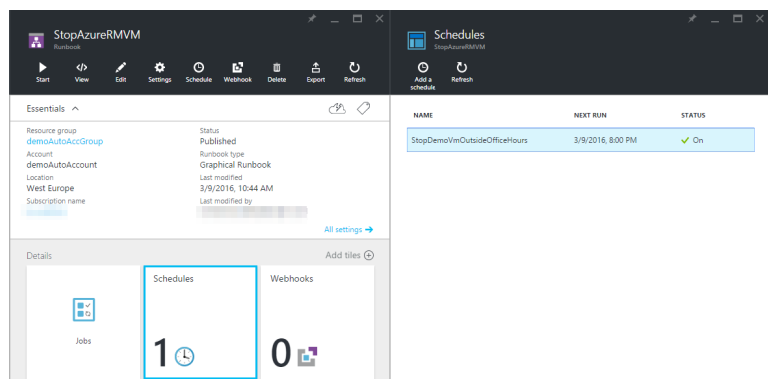 StopAzureRMVM
Runbook
Start View Edit Settings Schedule Webhook Delete Export Refresh
Essentials
Resource group
demoAutoAccGroup
Account
demoAutoAccount
Location
West Europe
Subscription name
Status
Published
Runbook type
Graphical Runbook
Last modified
3/9/2016, 10:44 AM
Last modified by
All settings
Details
Add tiles
Jobs
Schedules
1
Webhooks
0
Schedules
StopAzureRMVM
Add a
schedule
Refresh
NAME NEXT RUN STATUS
StopDemoVmOutsideOfficeHours 3/9/2016, 8:00 PM On